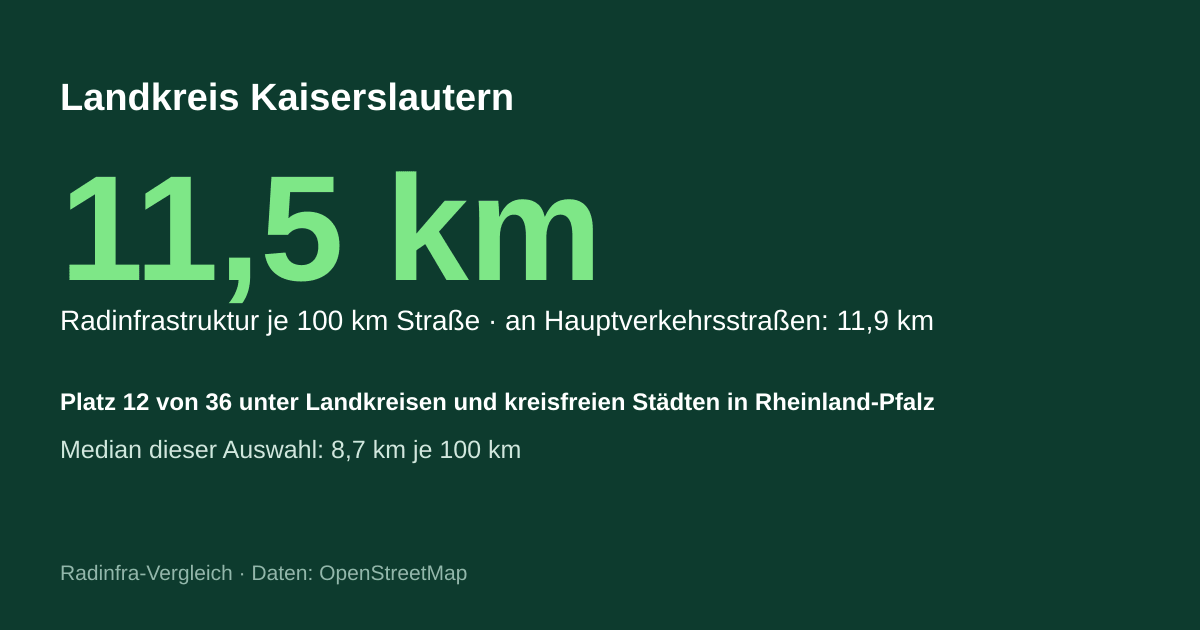 Landkreis Kaiserslautern
11,5 km
Radinfrastruktur je 100 km Straße · an Hauptverkehrsstraßen: 11,9 km
Platz 12 von 36 unter Landkreisen und kreisfreien Städten in Rheinland-Pfalz
Median dieser Auswahl: 8,7 km je 100 km
Radinfra-Vergleich · Daten: OpenStreetMap